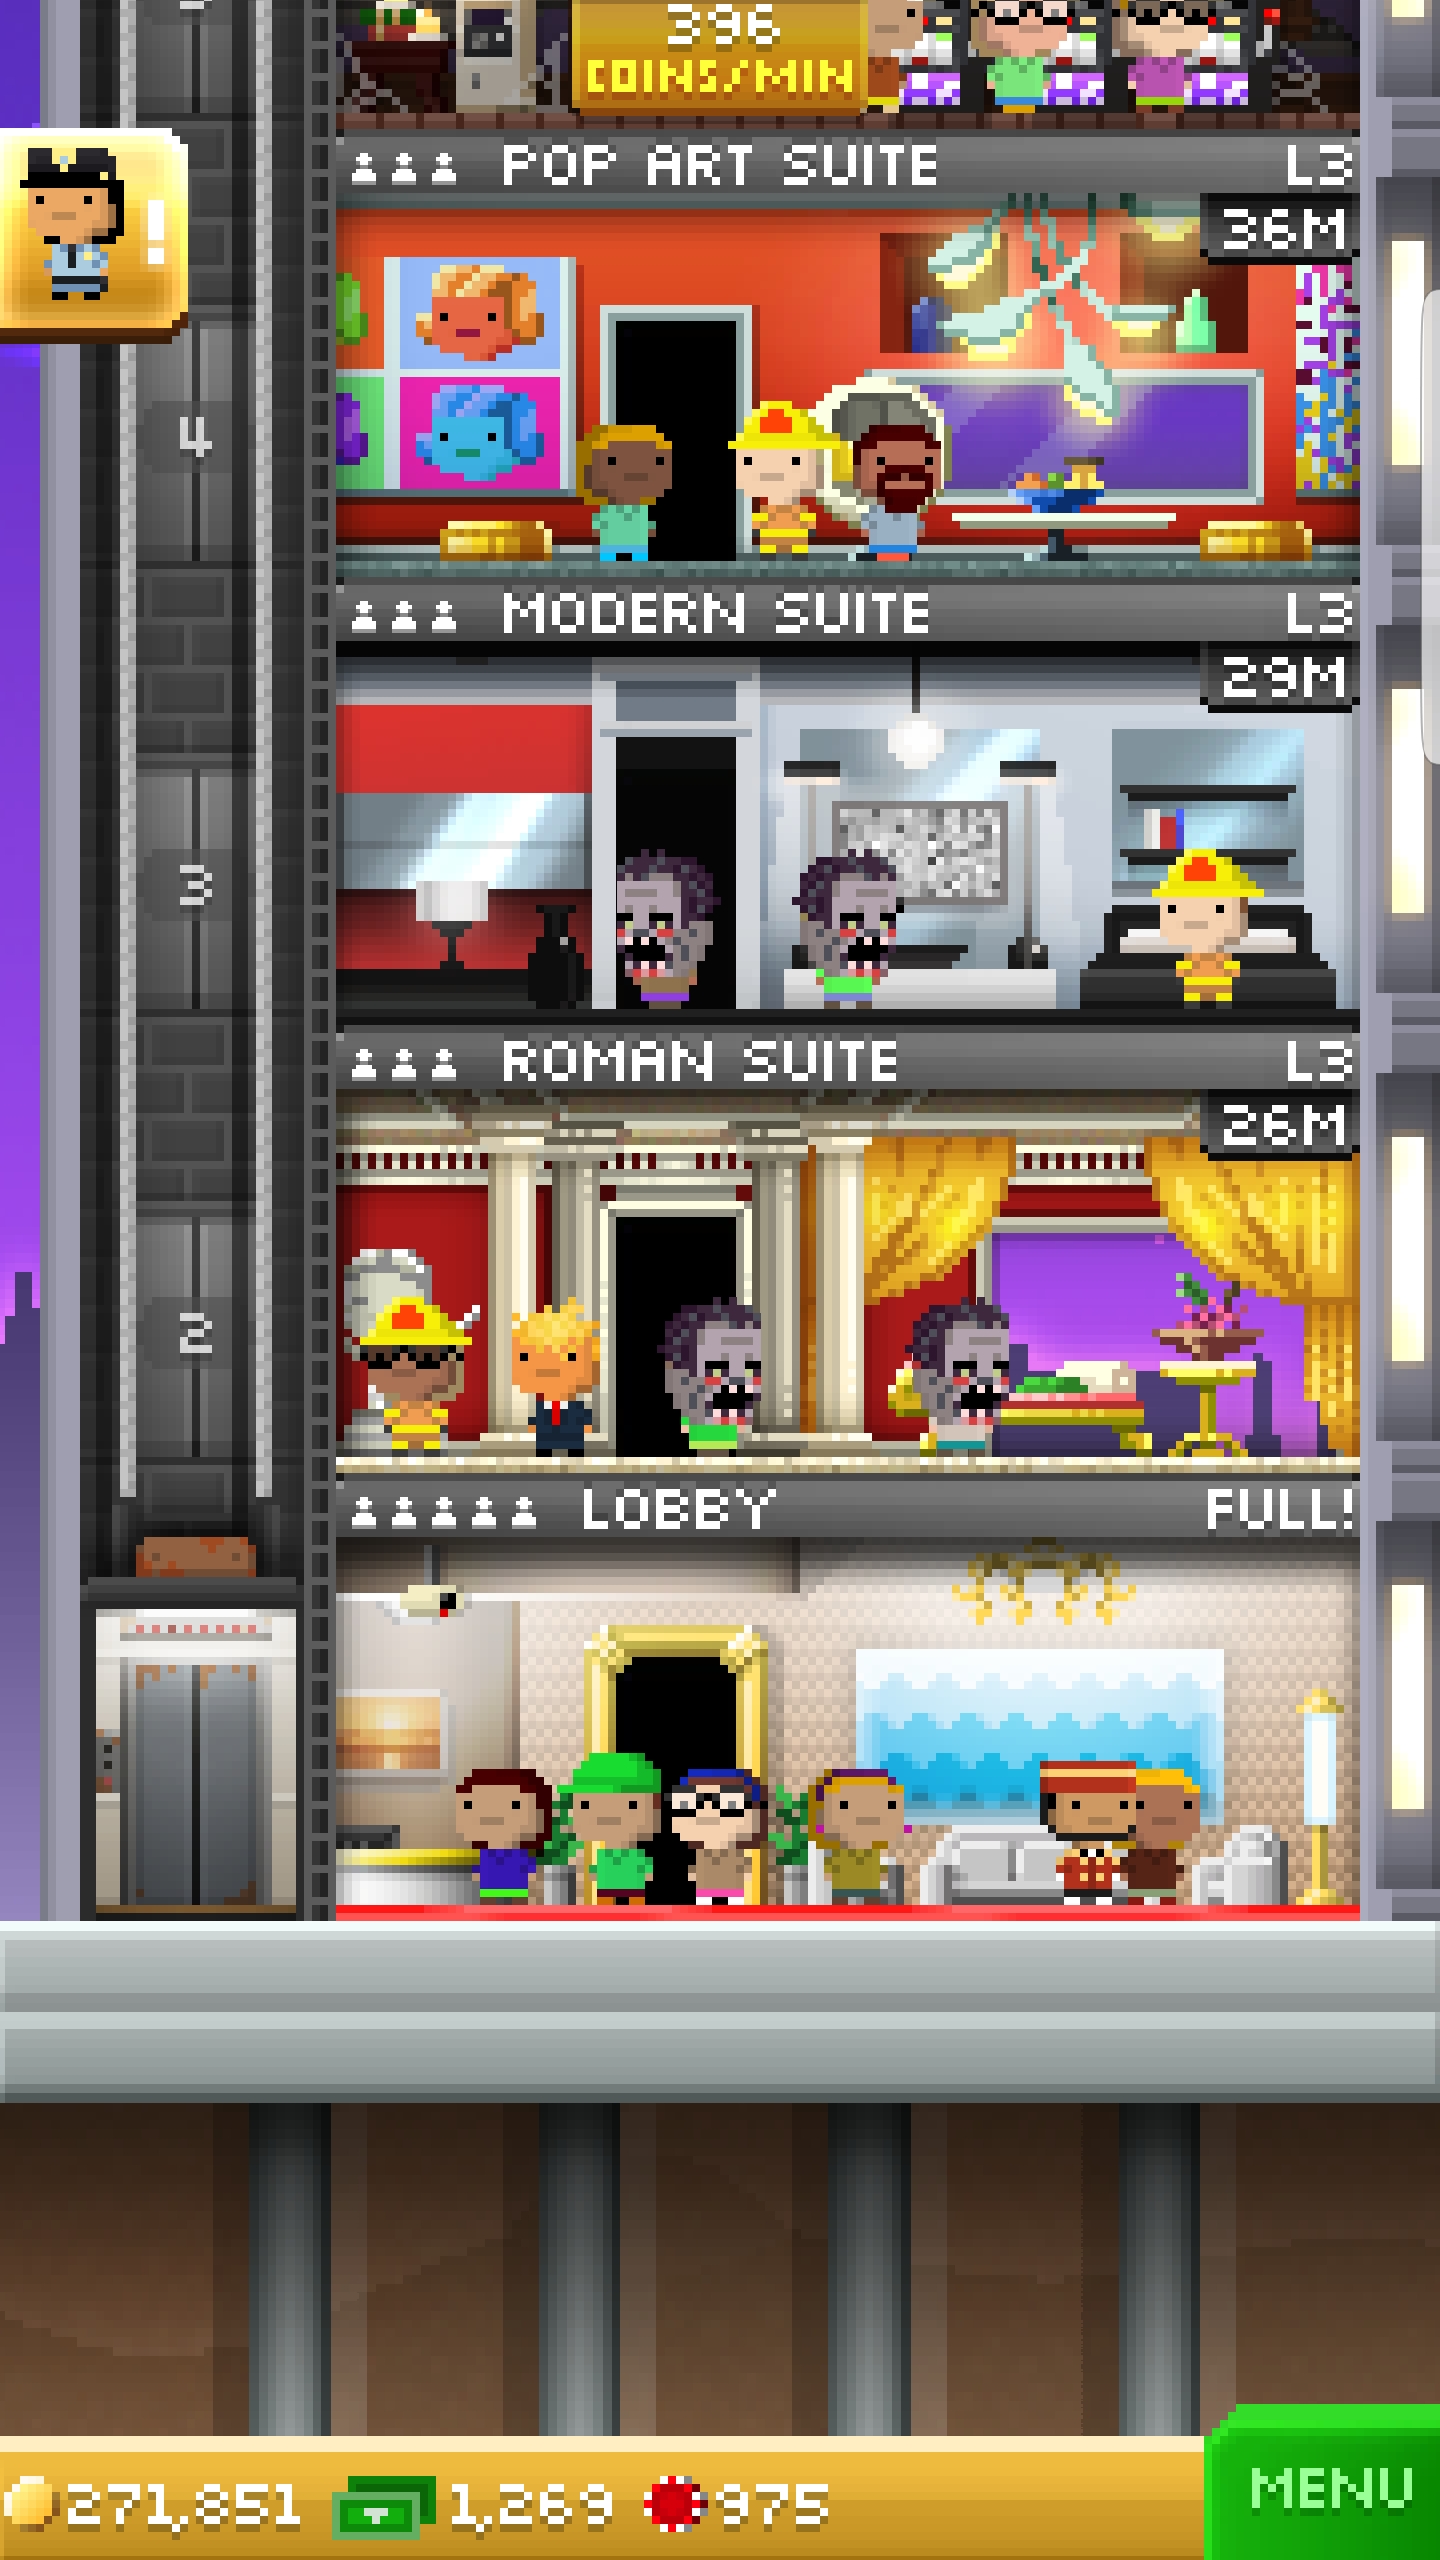 396
COINS/MIN
POP ART SUITE L3
36M
!
4
MODERN SUITE L3
29M
3
ROMAN SUITE L3
26M
2
LOBBY FULL!
271,851 1,269 975
MENU